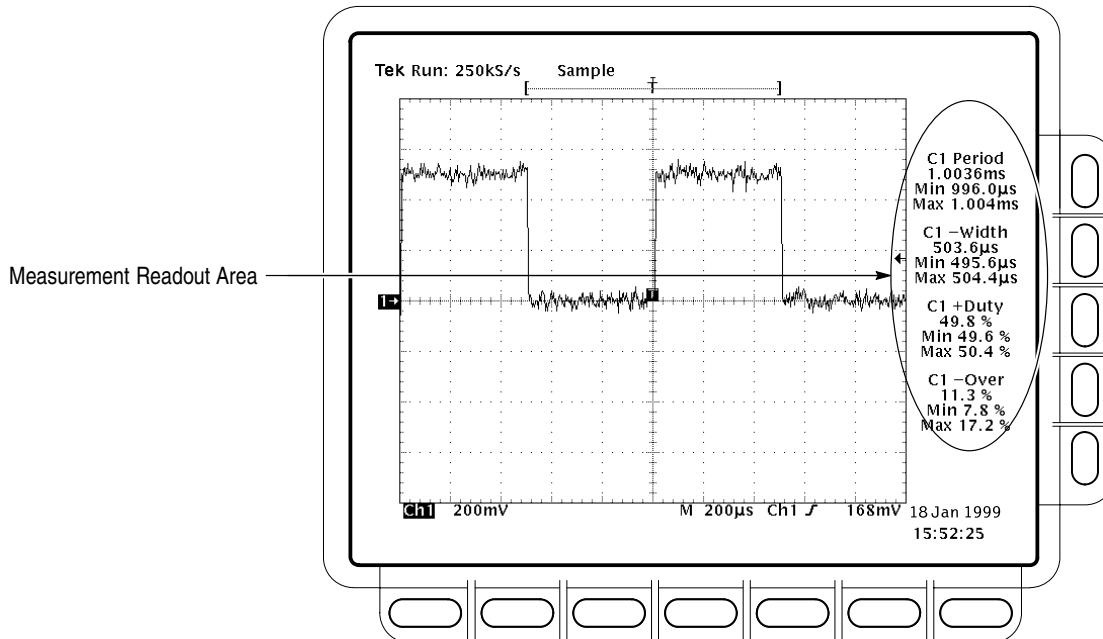 Tek Run: 250kS/s Sample
T
C1 Period
1.0036ms
Min 996.0µs
Max 1.004ms
C1 −Width
503.6µs
Min 495.6µs
Max 504.4µs
Measurement Readout Area
1
T
C1 +Duty
49.8 %
Min 49.6 %
Max 50.4 %
C1 −Over
11.3 %
Min 7.8 %
Max 17.2 %
Ch1 200mV M 200µs Ch1 168mV
18 Jan 1999
15:52:25